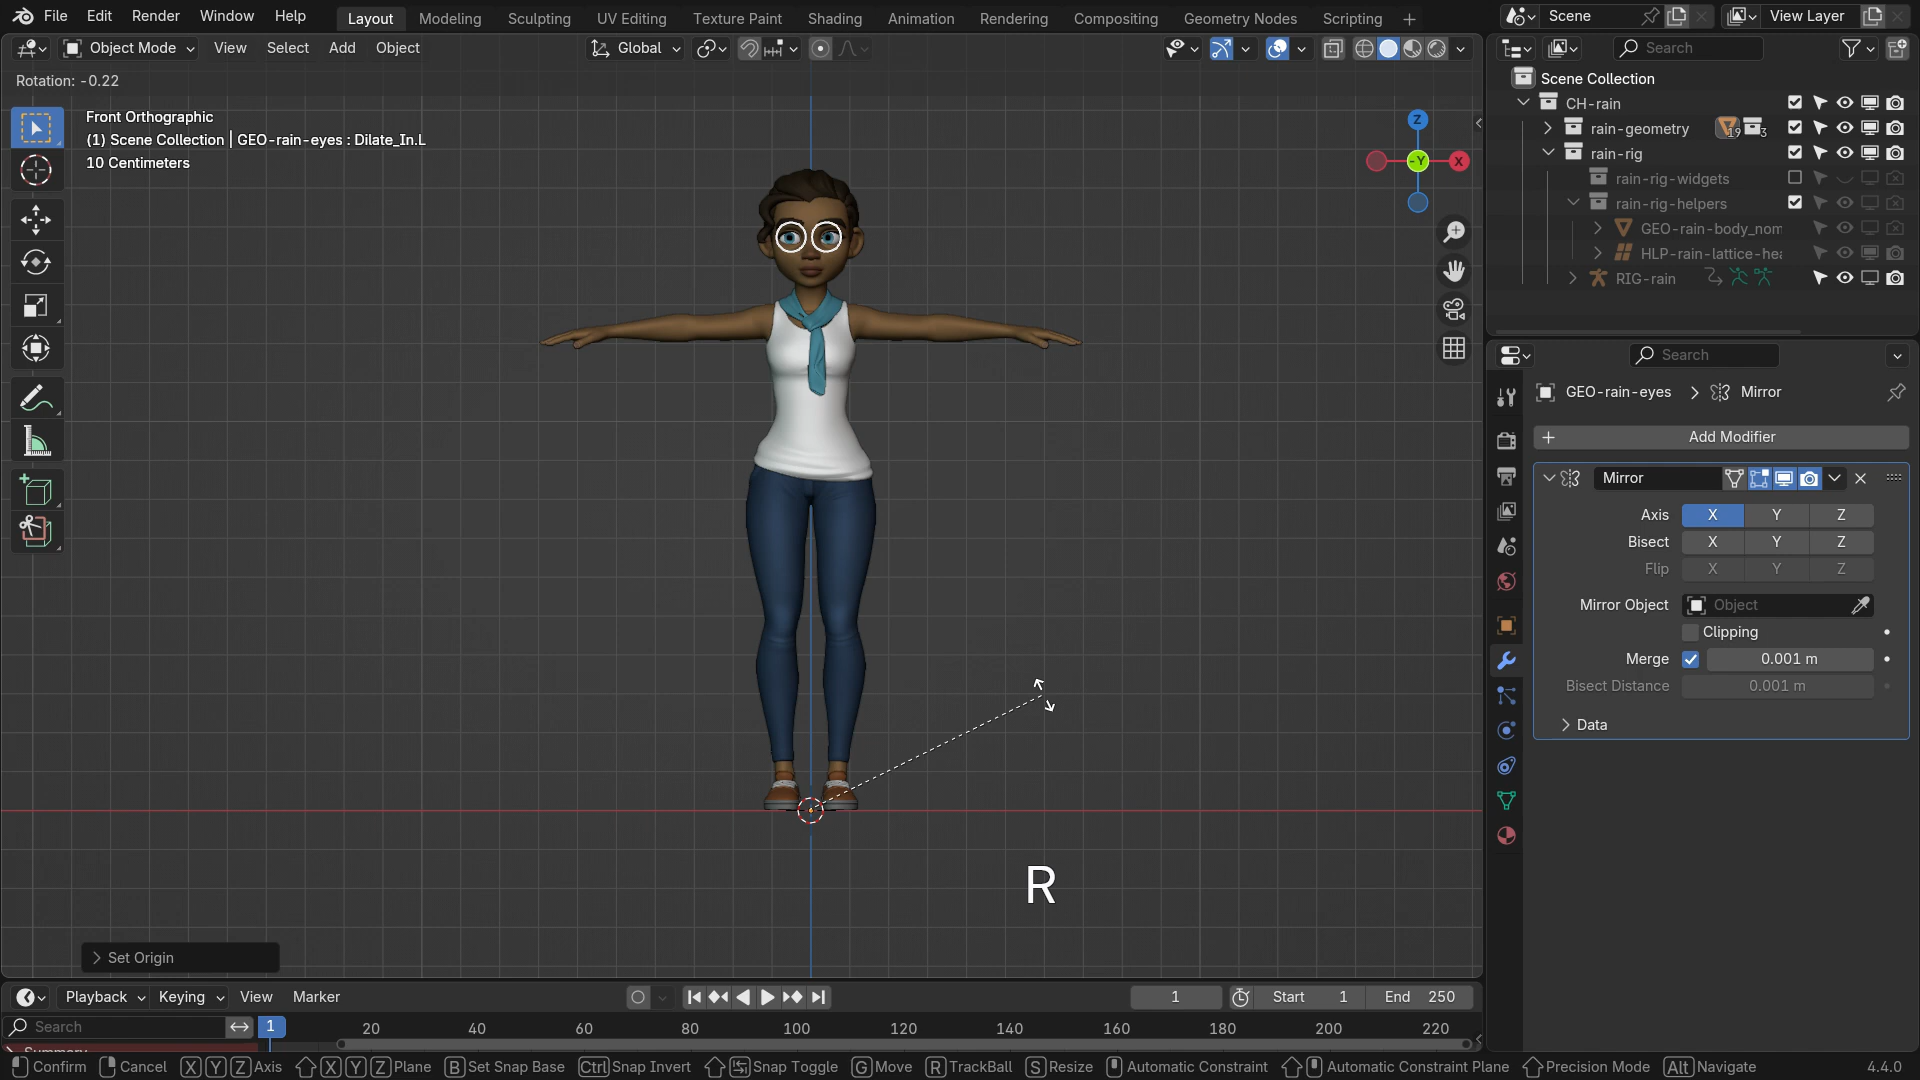 File Edit Render Window Help Layout Modeling Sculpting UV Editing Texture Paint Shading Animation Rendering Compositing Geometry Nodes Scripting Scene View Layer
Object Mode View Select Add Object Global Search
Rotation: -0.22
Scene Collection
CH-rain
Front Orthographic
(1) Scene Collection | GEO-rain-eyes : Dilate_In.L
10 Centimeters
Z
-Y
X
rain-geometry 19 3
rain-rig
rain-rig-widgets
rain-rig-helpers
GEO-rain-body_nom
HLP-rain-lattice-hea
RIG-rain
Search
GEO-rain-eyes Mirror
Add Modifier
Mirror
Axis X Y Z
Bisect X Y Z
Flip X Y Z
Mirror Object Object
Clipping
Merge 0.001 m
Bisect Distance 0.001 m
Data
R
Set Origin
Playback Keying View Marker 1 Start 1 End 250
Search 1 20 40 60 80 100 120 140 160 180 200 220
Summary
Confirm Cancel X Y Z Axis X Y Z Plane B Set Snap Base Ctrl Snap Invert Snap Toggle G Move R TrackBall S Resize Automatic Constraint Automatic Constraint Plane Precision Mode Alt Navigate 4.4.0